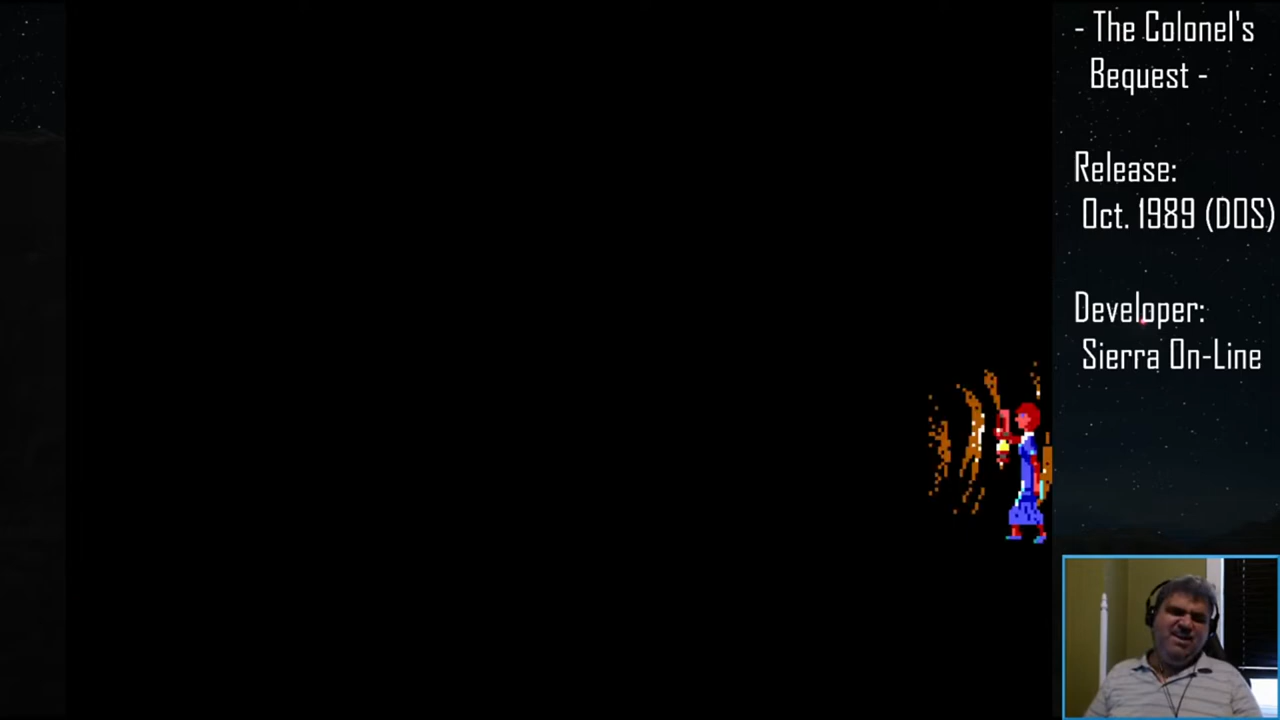 - The Colonel's
Bequest -
Release:
Oct. 1989 (DOS)
Developer:
Sierra On-Line